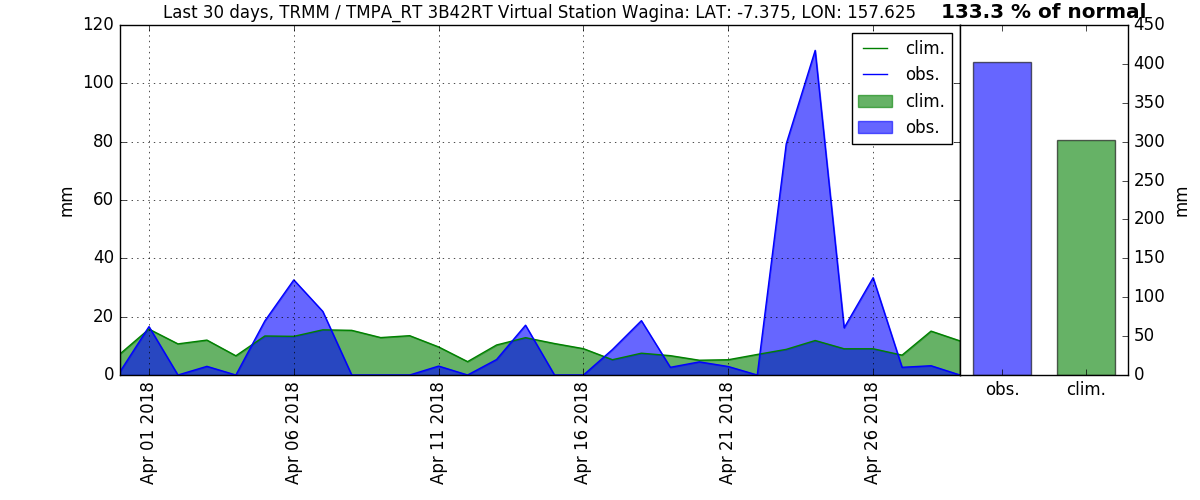 Last 30 days, TRMM / TMPA_RT 3B42RT Virtual Station Wagina: LAT: -7.375, LON: 157.625
133.3 % of normal
120
100
80
60
40
20
0
mm
clim.
obs.
clim.
obs.
Apr 01 2018
Apr 06 2018
Apr 11 2018
Apr 16 2018
Apr 21 2018
Apr 26 2018
450
400
350
300
250
200
150
100
50
0
mm
obs.
clim.